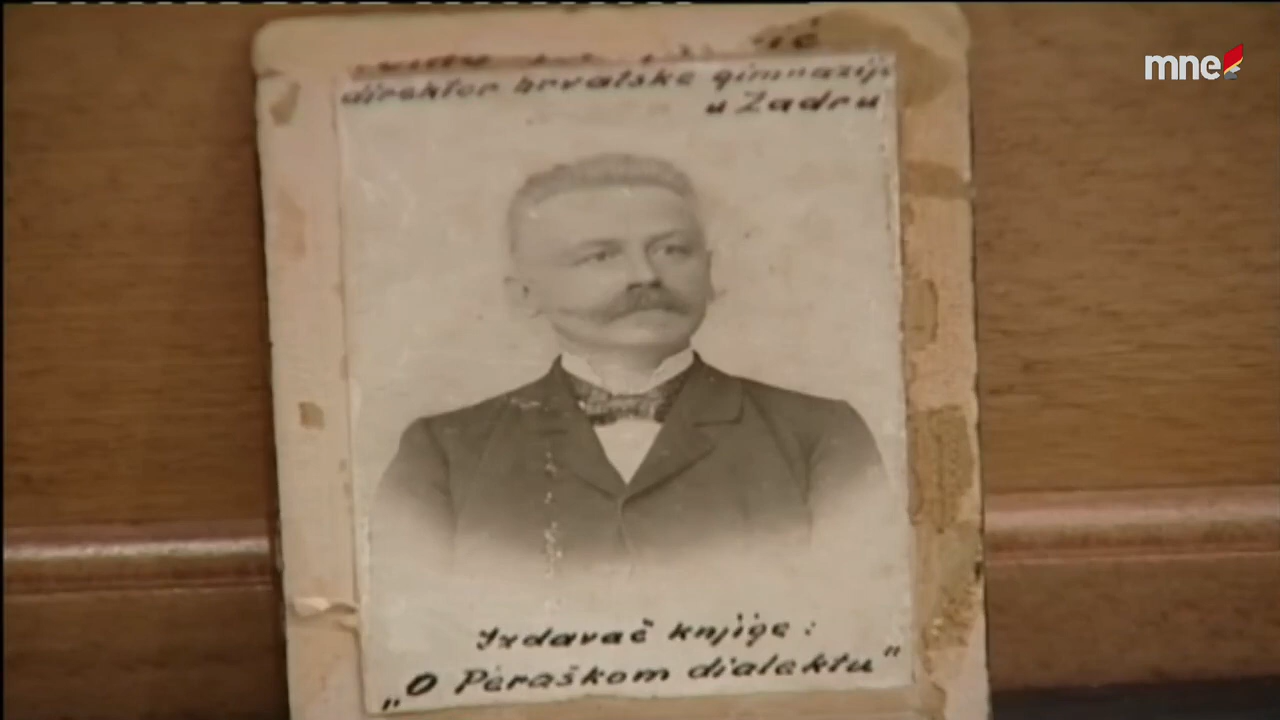 mne
direktor hrvatske gimnazije
u Zadru
Izdavač knjige:
„O Peraškom dialektu"